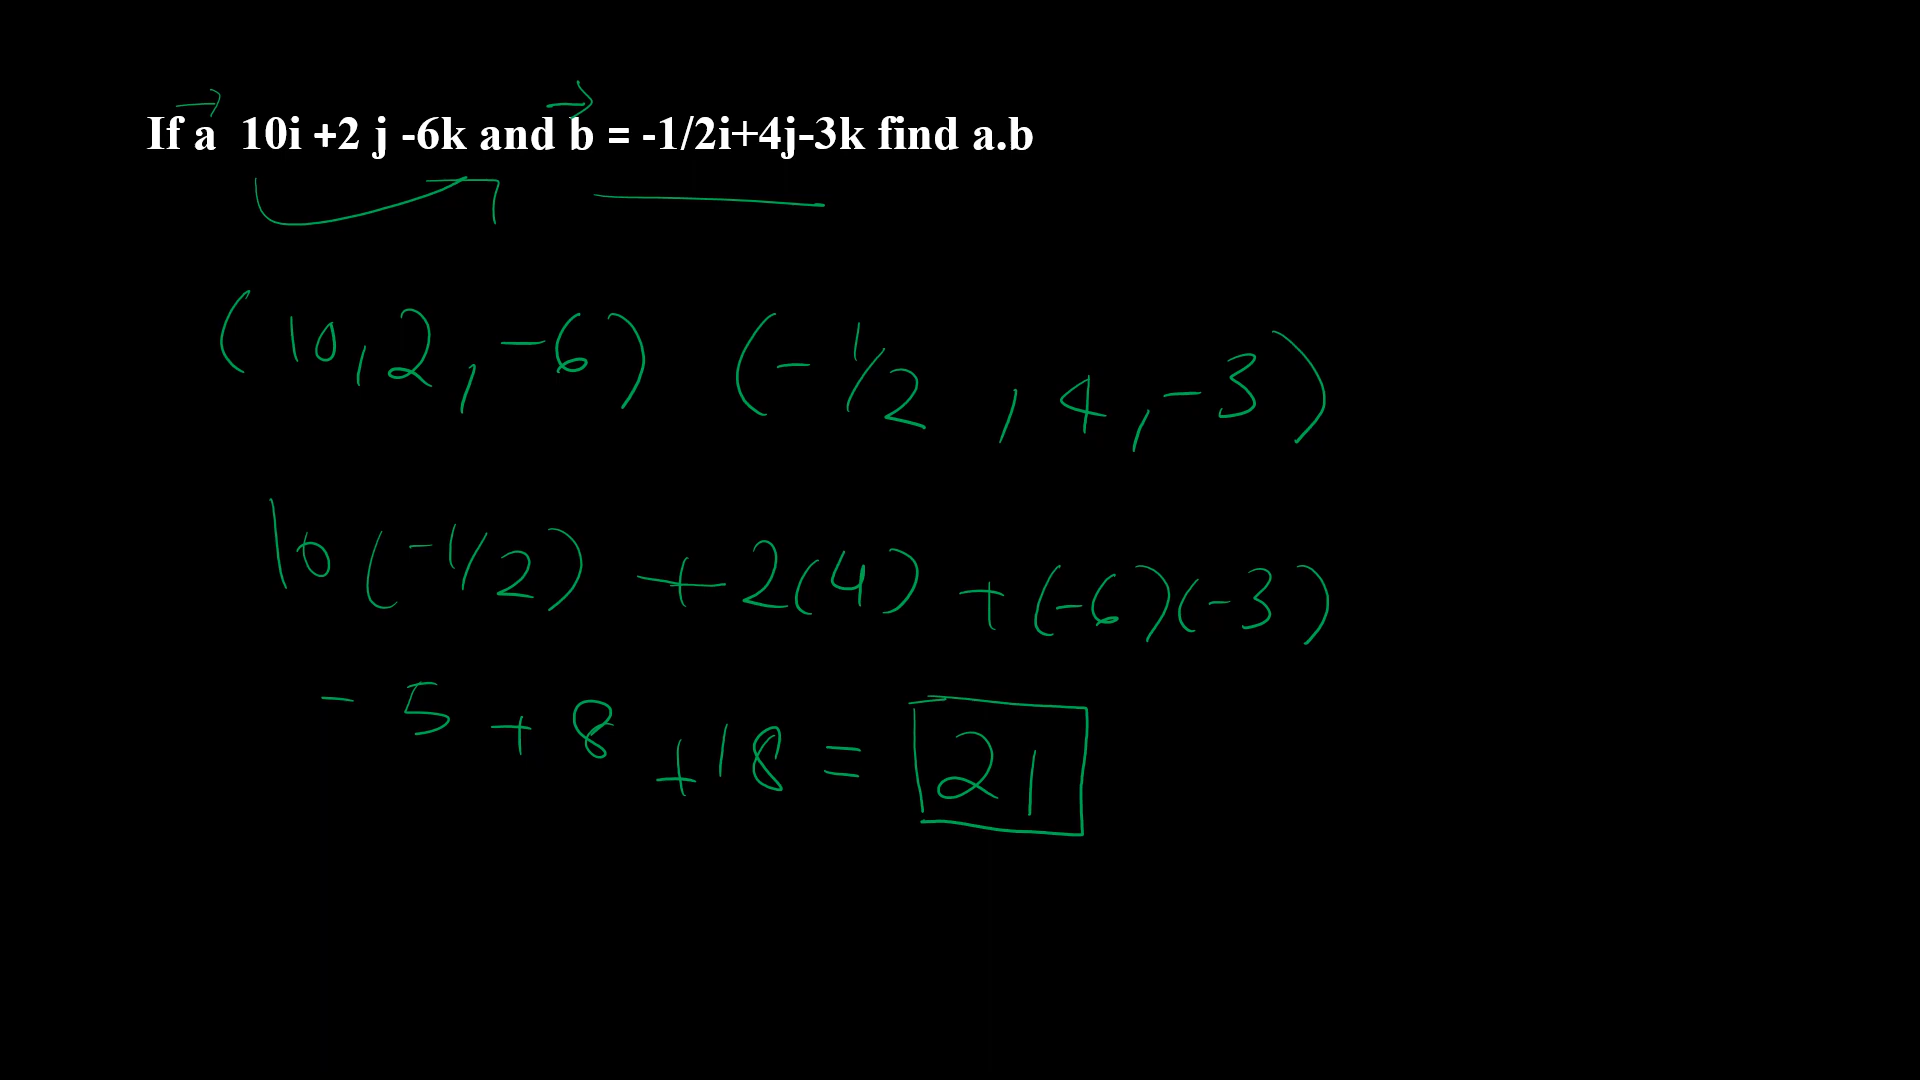 If a 10i +2 j -6k and b = -1/2i+4j-3k find a.b
(10,2,-6) (-1/2,4,-3)
10(-1/2) + 2(4) + (-6)(-3)
-5+8+18=21